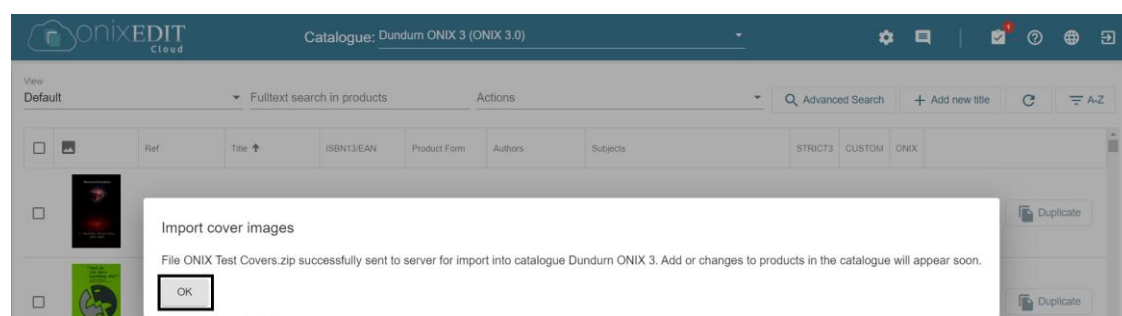 onixEDIT
Cloud
Catalogue: Dundurn ONIX 3 (ONIX 3.0)
1
View
Default
Fulltext search in products
Actions
Advanced Search
+ Add new title
A-Z
Ref
Title
ISBN13/EAN
Product Form
Authors
Subjects
STRICT3
CUSTOM
ONIX
Duplicate
Import cover images
File ONIX Test Covers.zip successfully sent to server for import into catalogue Dundurn ONIX 3. Add or changes to products in the catalogue will appear soon.
OK
Duplicate